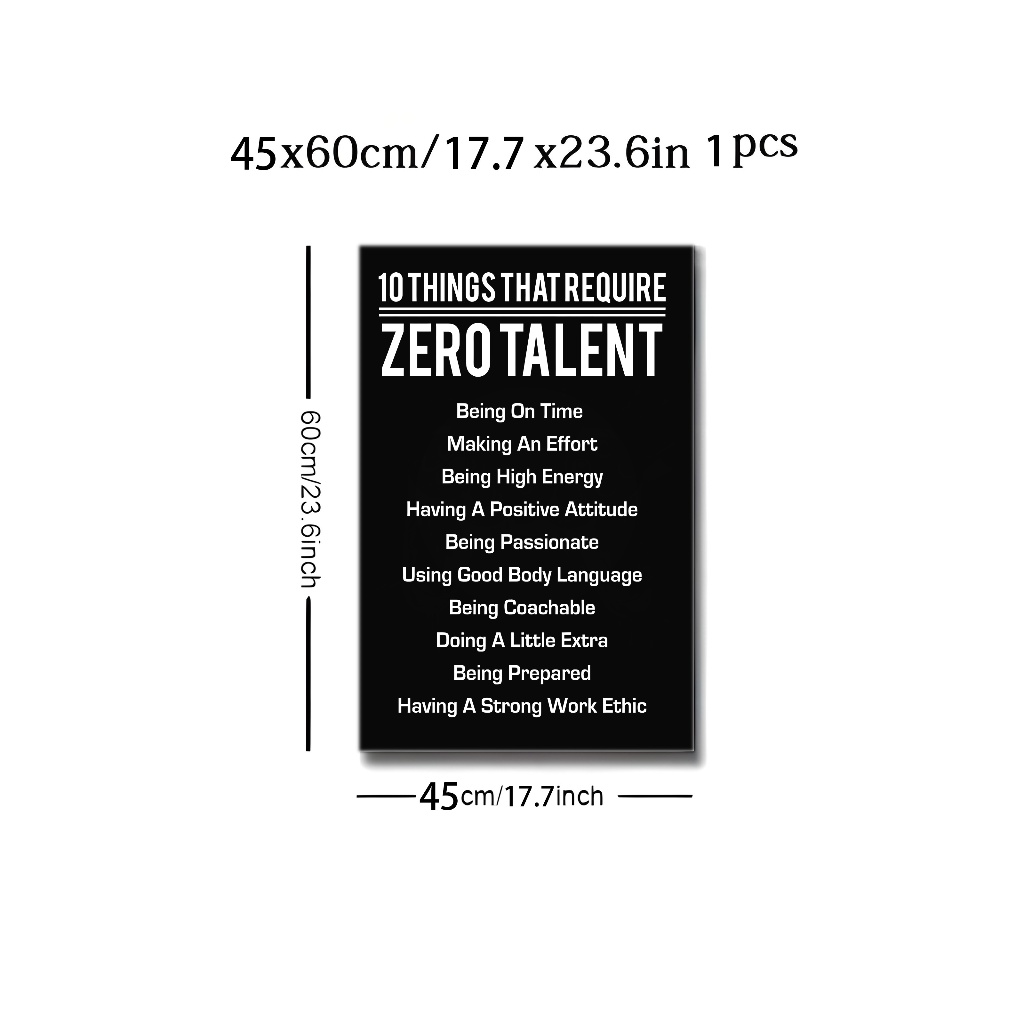 45x60cm/17.7 x23.6in 1pcs
10 THINGS THAT REQUIRE
ZERO TALENT
Being On Time
Making An Effort
Being High Energy
Having A Positive Attitude
Being Passionate
Using Good Body Language
Being Coachable
Doing A Little Extra
Being Prepared
Having A Strong Work Ethic
60cm/23.6inch
45cm/17.7inch